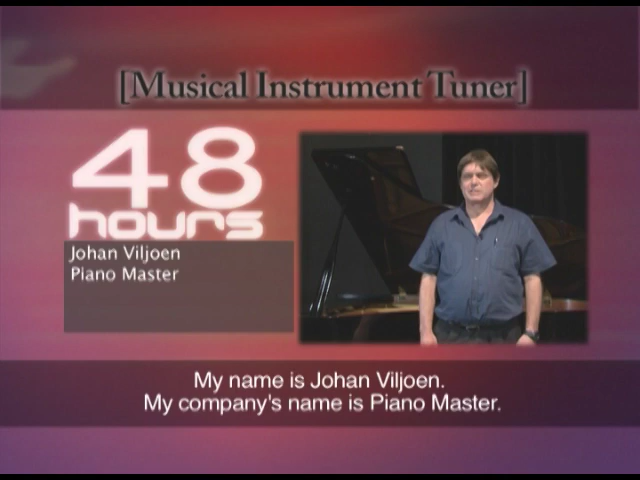 [Musical Instrument Tuner]
48
hours
Johan Viljoen
Piano Master
My name is Johan Viljoen.
My company's name is Piano Master.